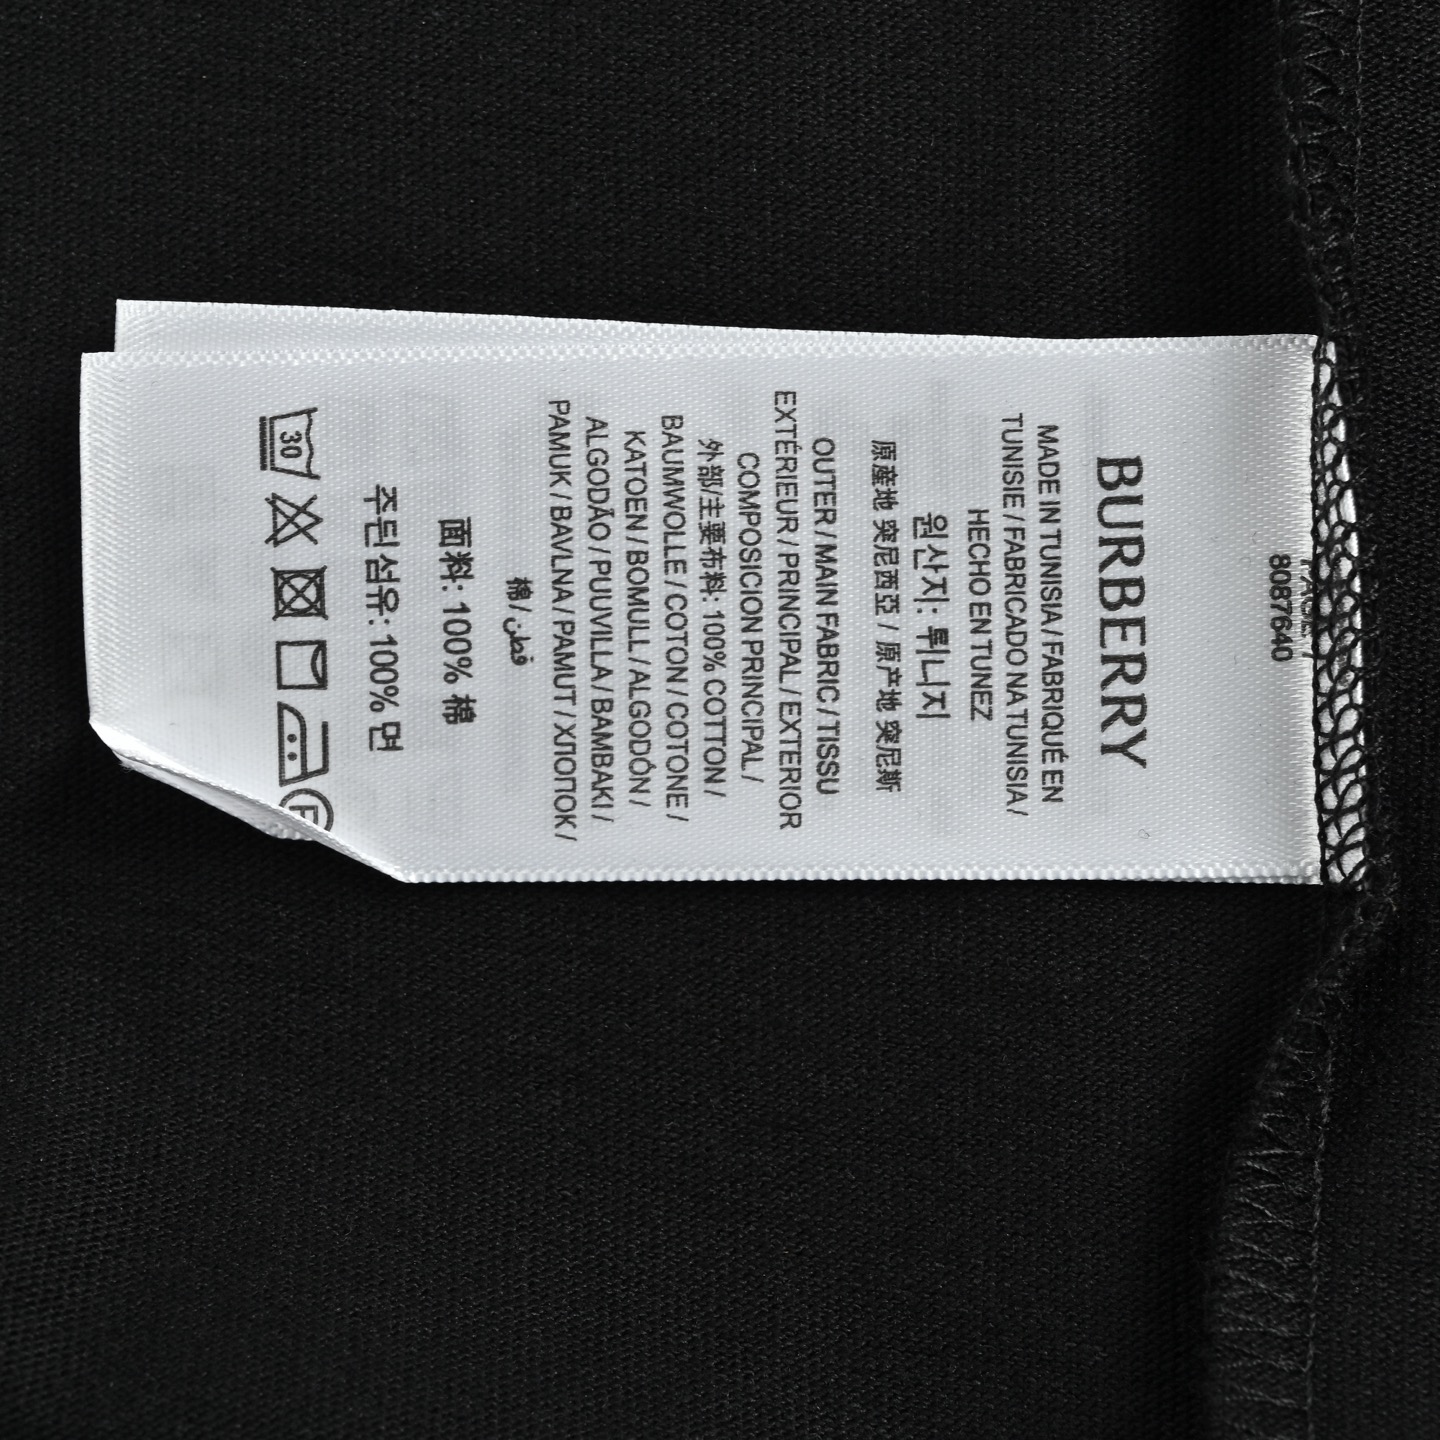 8087640
BURBERRY
MADE IN TUNISIA / FABRIQUÉ EN
TUNISIE / FABRICADO NA TUNISIA /
HECHO EN TUNEZ
원산지: 튀니지
原產地 突尼西亞 / 原产地 突尼斯
OUTER / MAIN FABRIC / TISSU
EXTÉRIEUR / PRINCIPAL / EXTERIOR
COMPOSICION PRINCIPAL /
外部/主要布料: 100% COTTON /
BAUMWOLLE / COTON / COTONE /
KATOEN / BOMULL / ALGODÓN /
ALGODÃO / PUUVILLA / BAMBAKI /
PAMUK / BAVLNA / PAMUT / ХЛОПОК /
棉 / قطن
面料: 100% 棉
주된섬유: 100% 면
30